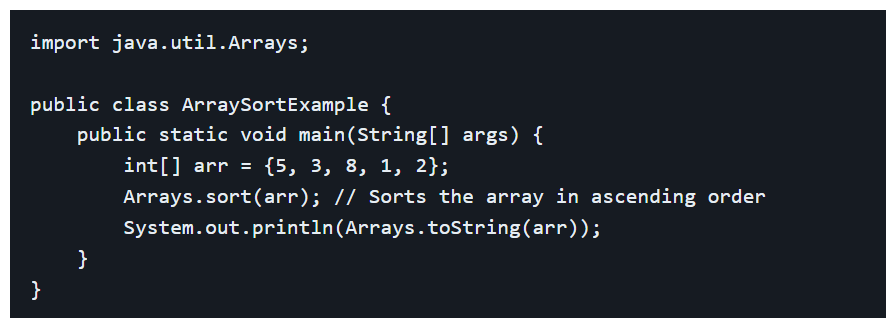 import java.util.Arrays;

public class ArraySortExample {
    public static void main(String[] args) {
        int[] arr = {5, 3, 8, 1, 2};
        Arrays.sort(arr); // Sorts the array in ascending order
        System.out.println(Arrays.toString(arr));
    }
}